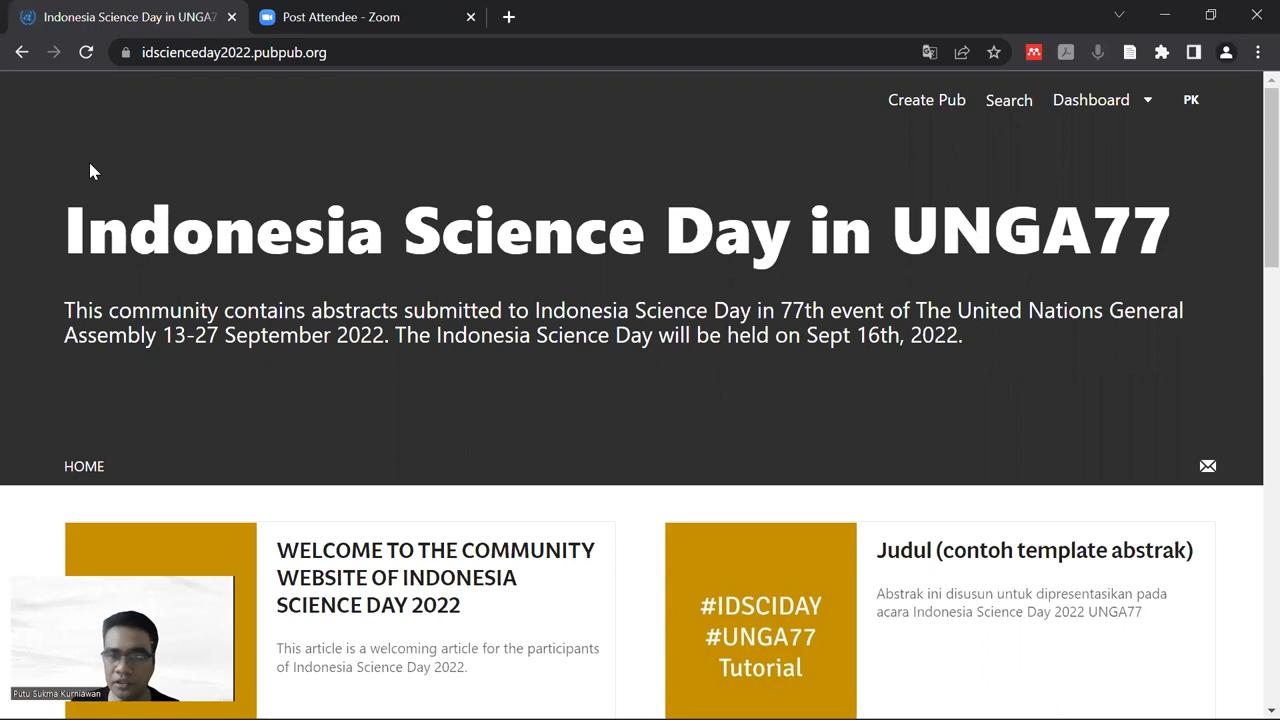 Indonesia Science Day in UNGA7
Post Attendee - Zoom
idscienceday2022.pubpub.org
Create Pub
Search
Dashboard
PK
Indonesia Science Day in UNGA77
This community contains abstracts submitted to Indonesia Science Day in 77th event of The United Nations General
Assembly 13-27 September 2022. The Indonesia Science Day will be held on Sept 16th, 2022.
HOME
WELCOME TO THE COMMUNITY
WEBSITE OF INDONESIA
SCIENCE DAY 2022
This article is a welcoming article for the participants
of Indonesia Science Day 2022.
#IDSCIDAY
#UNGA77
Tutorial
Judul (contoh template abstrak)
Abstrak ini disusun untuk dipresentasikan pada
acara Indonesia Science Day 2022 UNGA77
Putu Sukma Kurniawan